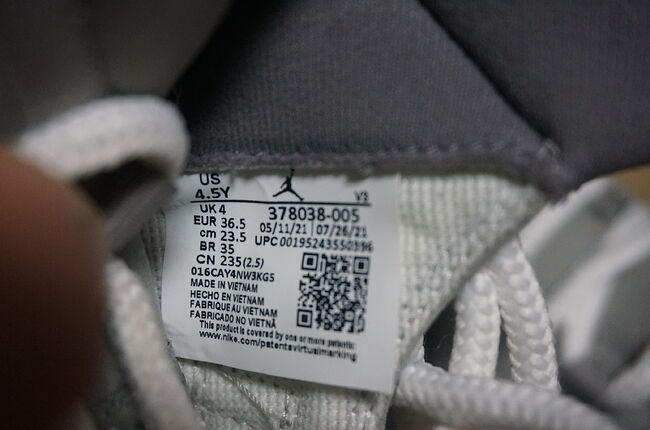 US
4.5Y
V3
UK 4
EUR 36.5
cm 23.5
BR 35
CN 235 (2.5)
378038-005
05/11/21 | 07/26/21
UPC 00195243550396
016CAY4NW3KG5
MADE IN VIETNAM
HECHO EN VIETNAM
FABRIQUE AU VIETNAM
FABRICADO NO VIETNÃ
This product is covered by one or more patents:
www.nike.com/patentsvirtualmarking